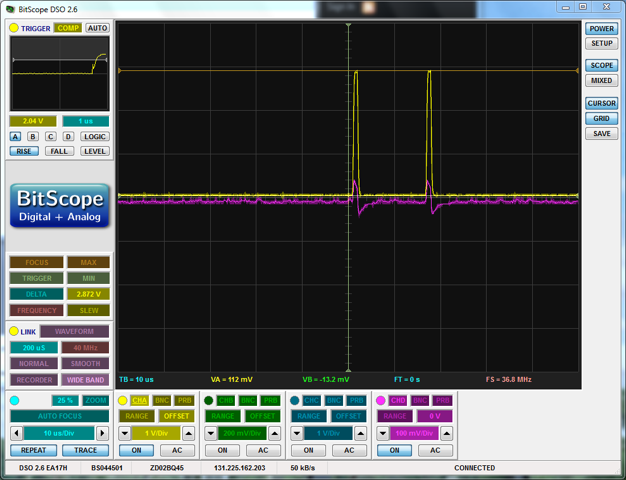 BitScope DSO 2.6
TRIGGER COMP AUTO
2.04 V 1 us
A B C D LOGIC
RISE FALL LEVEL
BitScope
Digital + Analog
FOCUS MAX
TRIGGER MIN
DELTA 2.872 V
FREQUENCY SLEW
LINK WAVEFORM
200 uS 40 MHz
NORMAL SMOOTH
RECORDER WIDE BAND
POWER
SETUP
SCOPE
MIXED
CURSOR
GRID
SAVE
TB = 10 us VA = 112 mV VB = -13.2 mV FT = 0 s FS = 36.8 MHz
25 % ZOOM
AUTO FOCUS
10 us/Div
REPEAT TRACE
CHA BNC PRB
RANGE OFFSET
1 V/Div
ON AC
CHB BNC PRB
RANGE OFFSET
200 mV/Div
ON AC
CHC BNC PRB
RANGE OFFSET
1 V/Div
ON AC
CHD BNC PRB
RANGE 0 V
100 mV/Div
ON AC
DSO 2.6 EA17H BS044501 ZD02BQ45 131.225.162.203 50 kB/s CONNECTED